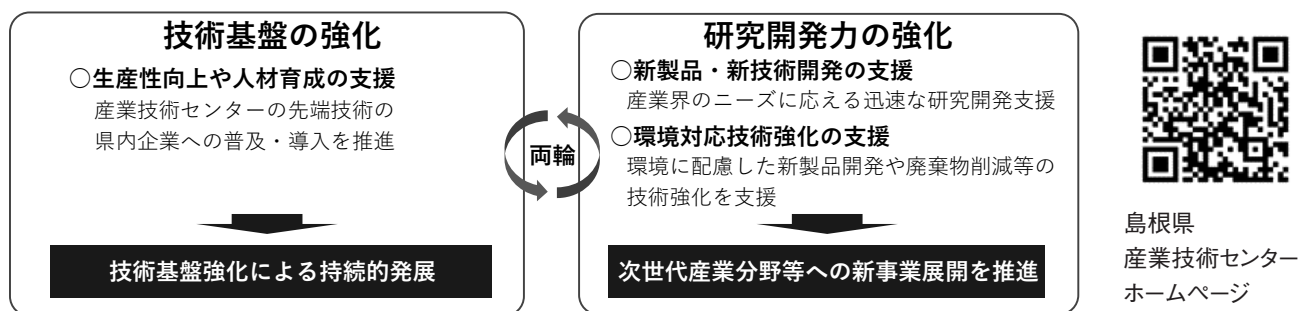 技術基盤の強化
○生産性向上や人材育成の支援
産業技術センターの先端技術の
県内企業への普及・導入を推進
技術基盤強化による持続的発展
両輪
研究開発力の強化
○新製品・新技術開発の支援
産業界のニーズに応える迅速な研究開発支援
○環境対応技術強化の支援
環境に配慮した新製品開発や廃棄物削減等の
技術強化を支援
次世代産業分野等への新事業展開を推進
島根県
産業技術センター
ホームページ